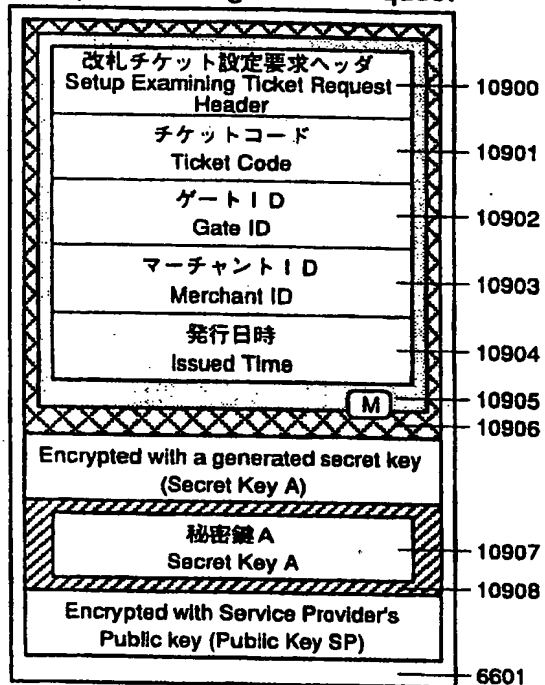 改札チケット設定要求ヘッダ
Setup Examining Ticket Request
Header
10900
チケットコード
Ticket Code
10901
ゲートID
Gate ID
10902
マーチャントID
Merchant ID
10903
発行日時
Issued Time
10904
M
10905
10906
Encrypted with a generated secret key
(Secret Key A)
秘密鍵A
Secret Key A
10907
10908
Encrypted with Service Provider's
Public key (Public Key SP)
6601